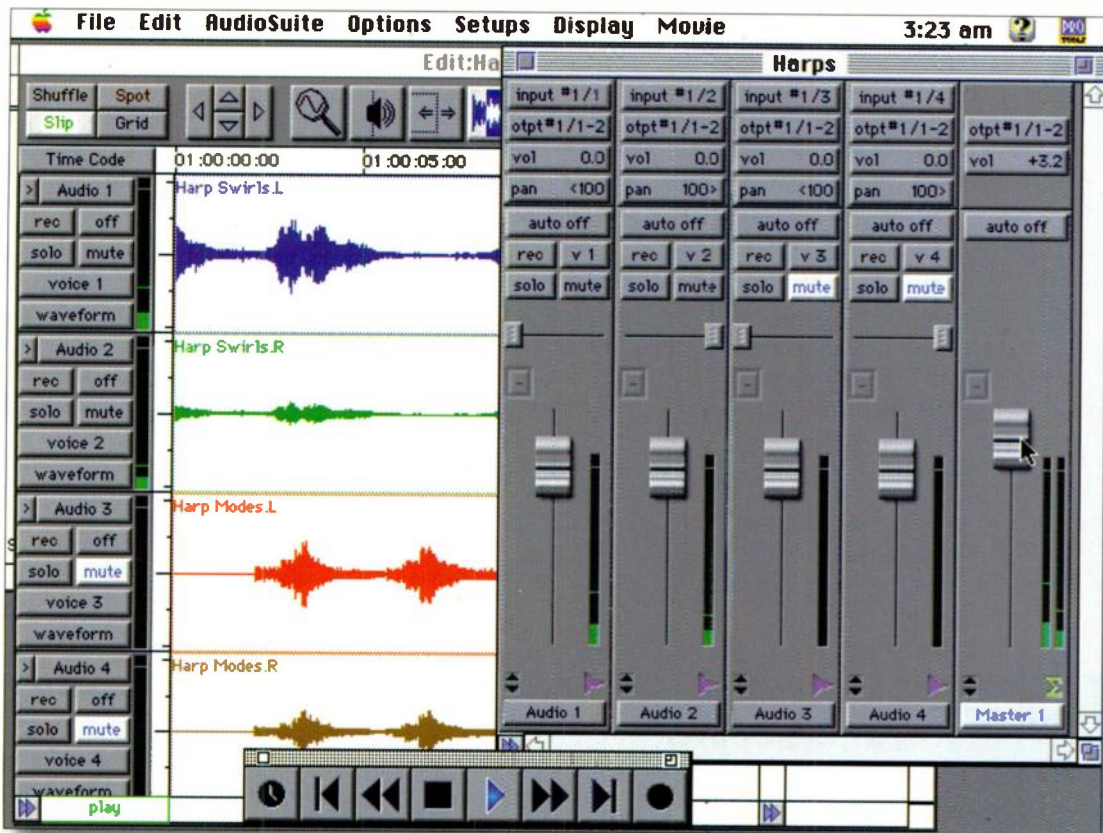 File Edit AudioSuite Options Setups Display Movie 3:23 am
PRO TOOLS
Edit:Ha
Shuffle Spot
Slip Grid
Time Code 01:00:00:00 01:00:05:00
> Audio 1 Harp Swirls.L
rec off
solo mute
voice 1
waveform
> Audio 2 Harp Swirls.R
rec off
solo mute
voice 2
waveform
> Audio 3 Harp Modes.L
rec off
solo mute
voice 3
waveform
> Audio 4 Harp Modes.R
rec off
solo mute
voice 4
waveform
play
Harps
input #1/1 input #1/2 input #1/3 input #1/4
otpt#1/1-2 otpt#1/1-2 otpt#1/1-2 otpt#1/1-2 otpt#1/1-2
vol 0.0 vol 0.0 vol 0.0 vol 0.0 vol +3.2
pan <100 pan 100> pan <100 pan 100>
auto off auto off auto off auto off auto off
rec v 1 rec v 2 rec v 3 rec v 4
solo mute solo mute solo mute solo mute
Audio 1 Audio 2 Audio 3 Audio 4 Master 1